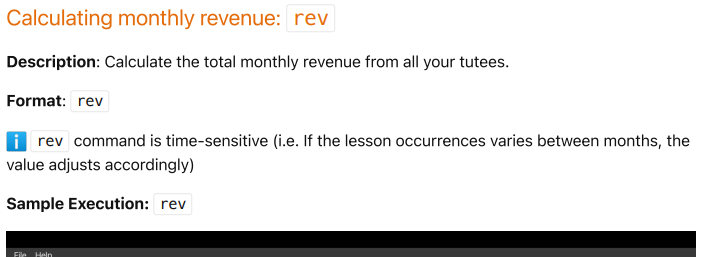 Calculating monthly revenue: rev
Description: Calculate the total monthly revenue from all your tutees.
Format: rev
i rev command is time-sensitive (i.e. If the lesson occurrences varies between months, the
value adjusts accordingly)
Sample Execution: rev
File Help